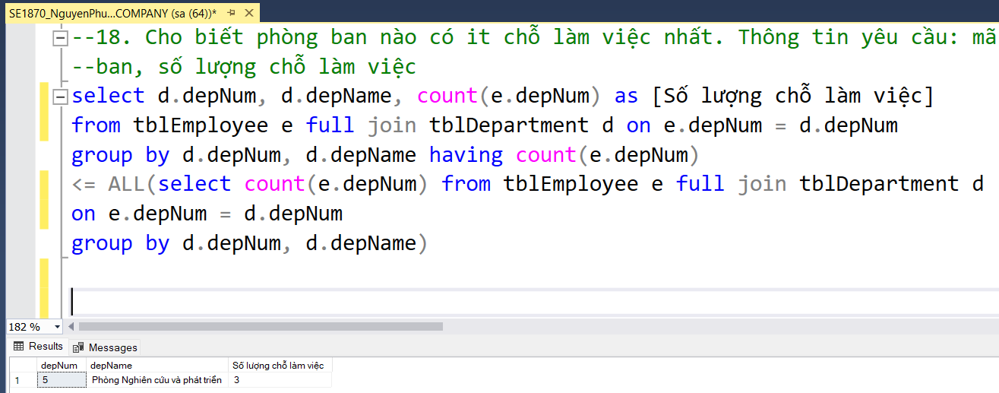 SE1870_NguyenPhu...COMPANY (sa (64))*
--18. Cho biết phòng ban nào có it chỗ làm việc nhất. Thông tin yêu cầu: mã
--ban, số lượng chỗ làm việc
select d.depNum, d.depName, count(e.depNum) as [Số lượng chỗ làm việc]
from tblEmployee e full join tblDepartment d on e.depNum = d.depNum
group by d.depNum, d.depName having count(e.depNum)
<= ALL(select count(e.depNum) from tblEmployee e full join tblDepartment d
on e.depNum = d.depNum
group by d.depNum, d.depName)
182 %
Results Messages
depNum depName Số lượng chỗ làm việc
1 5 Phòng Nghiên cứu và phát triển 3